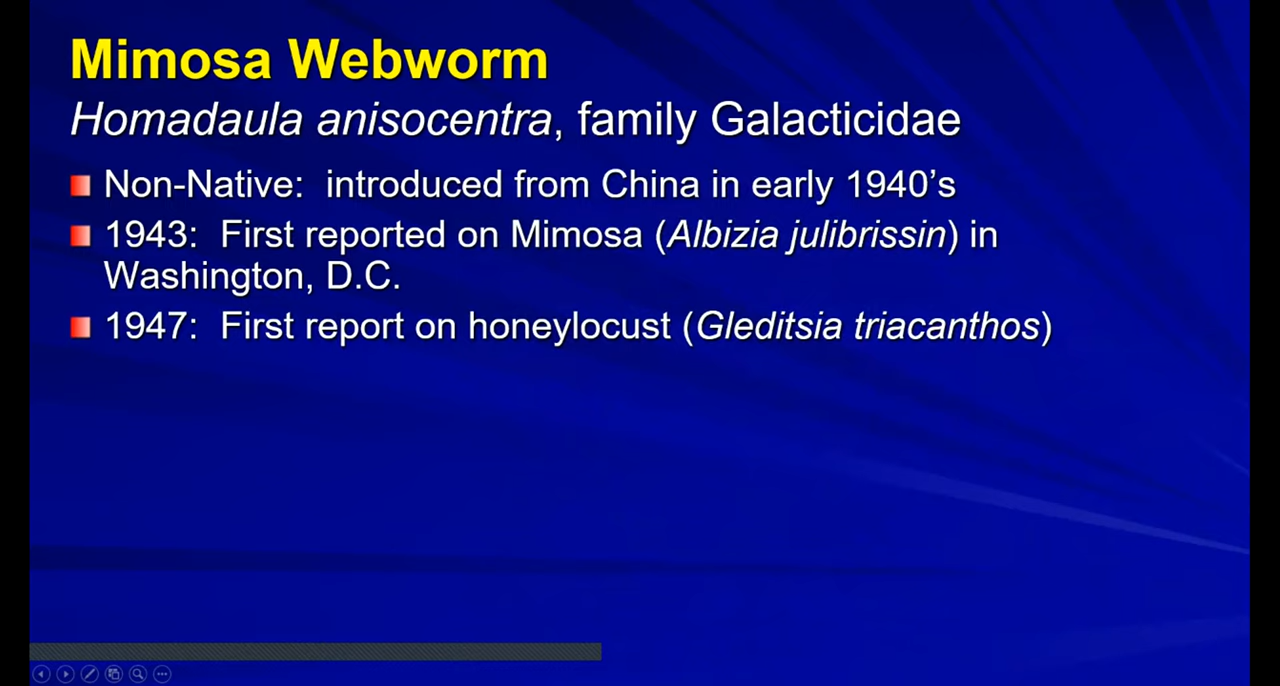 Mimosa Webworm
Homadaula anisocentra, family Galacticidae
Non-Native:  introduced from China in early 1940’s
1943:  First reported on Mimosa (Albizia julibrissin) in
Washington, D.C.
1947:  First report on honeylocust (Gleditsia triacanthos)